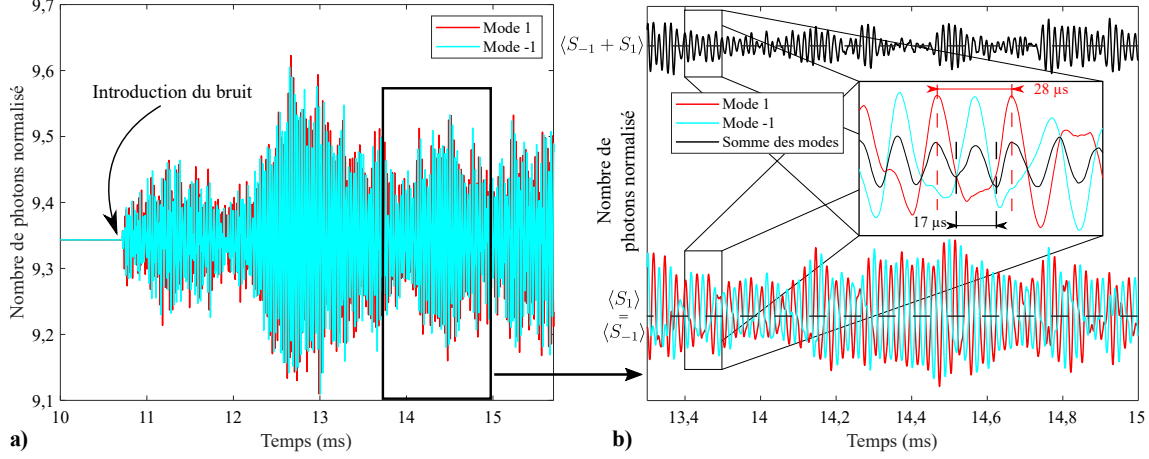 Nombre de photons normalisé
9,6
9,5
9,4
9,3
9,2
9,1
10
11
12
13
14
15
Temps (ms)
Introduction du bruit
Mode 1
Mode -1
a)
⟨S₋₁ + S₁⟩
Nombre de
photons normalisé
⟨S₁⟩
=
⟨S₋₁⟩
Mode 1
Mode -1
Somme des modes
28 µs
17 µs
13,4
14
14,2
14,4
14,6
14,8
15
Temps (ms)
b)